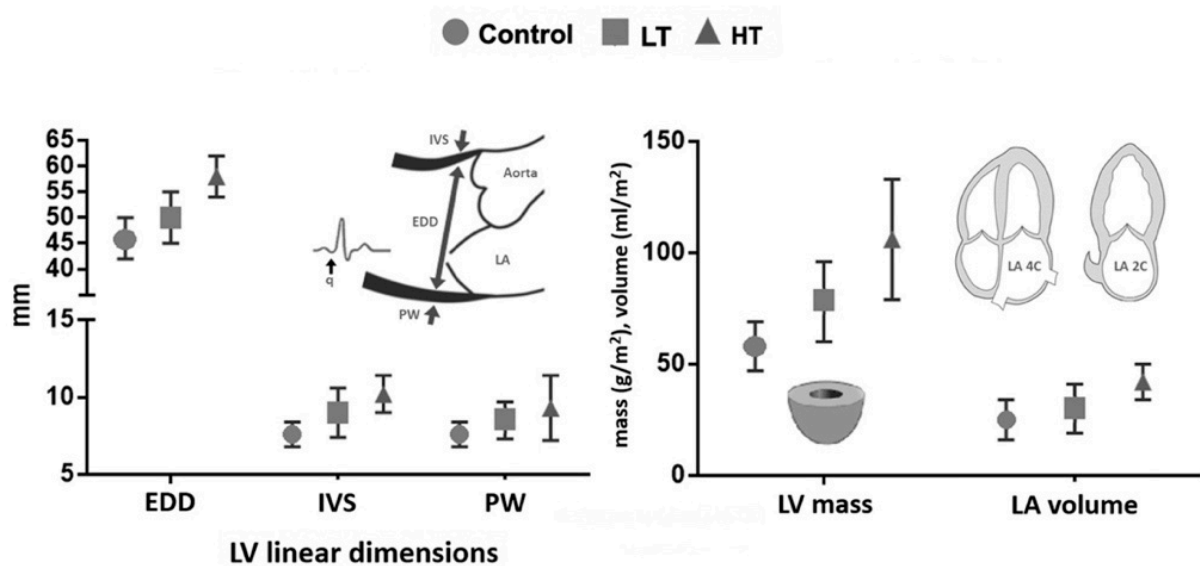 Control LT HT
65
60
55
50
45
40
15
10
5
mm
IVS
Aorta
EDD
LA
q
PW
EDD IVS PW
LV linear dimensions
150
100
50
0
mass (g/m²), volume (ml/m²)
LA 4C LA 2C
LV mass LA volume